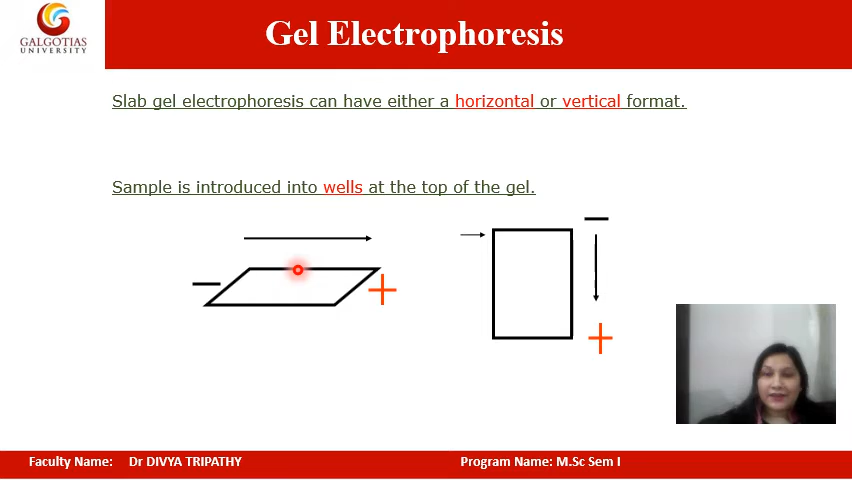 GALGOTIAS
UNIVERSITY
Gel Electrophoresis
Slab gel electrophoresis can have either a horizontal or vertical format.
Sample is introduced into wells at the top of the gel.
Faculty Name: Dr DIVYA TRIPATHY
Program Name: M.Sc Sem I